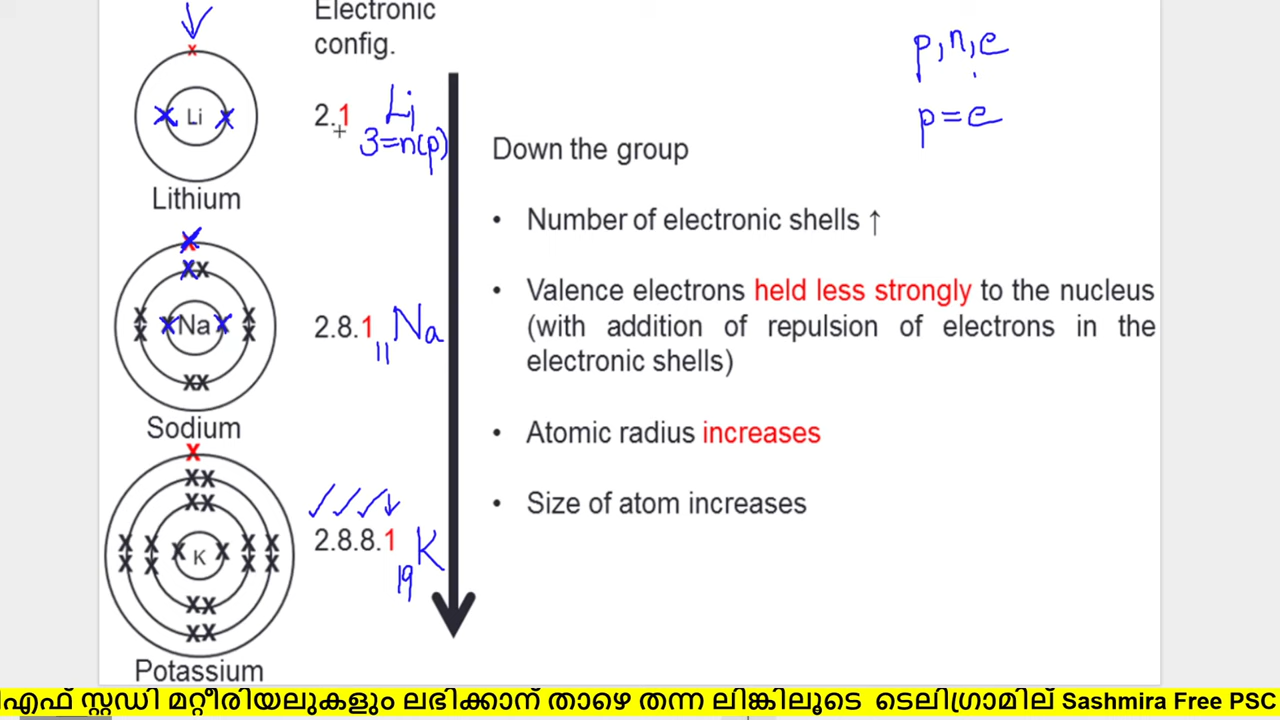 Electronic
config.
p, n, e
p = e
x
Li
2.1
Li
3=n(p)
Lithium
Down the group
• Number of electronic shells ↑
• Valence electrons held less strongly to the nucleus
(with addition of repulsion of electrons in the
electronic shells)
• Atomic radius increases
• Size of atom increases
Na
2.8.1
11Na
Sodium
K
2.8.8.1
19K
Potassium
ിഎഫ് സ്റ്റഡി മറ്റീരിയലുകളും ലഭിക്കാന് താഴെ തന്ന ലിങ്കിലൂടെ ടെലിഗ്രാമില് Sashmira Free PSC